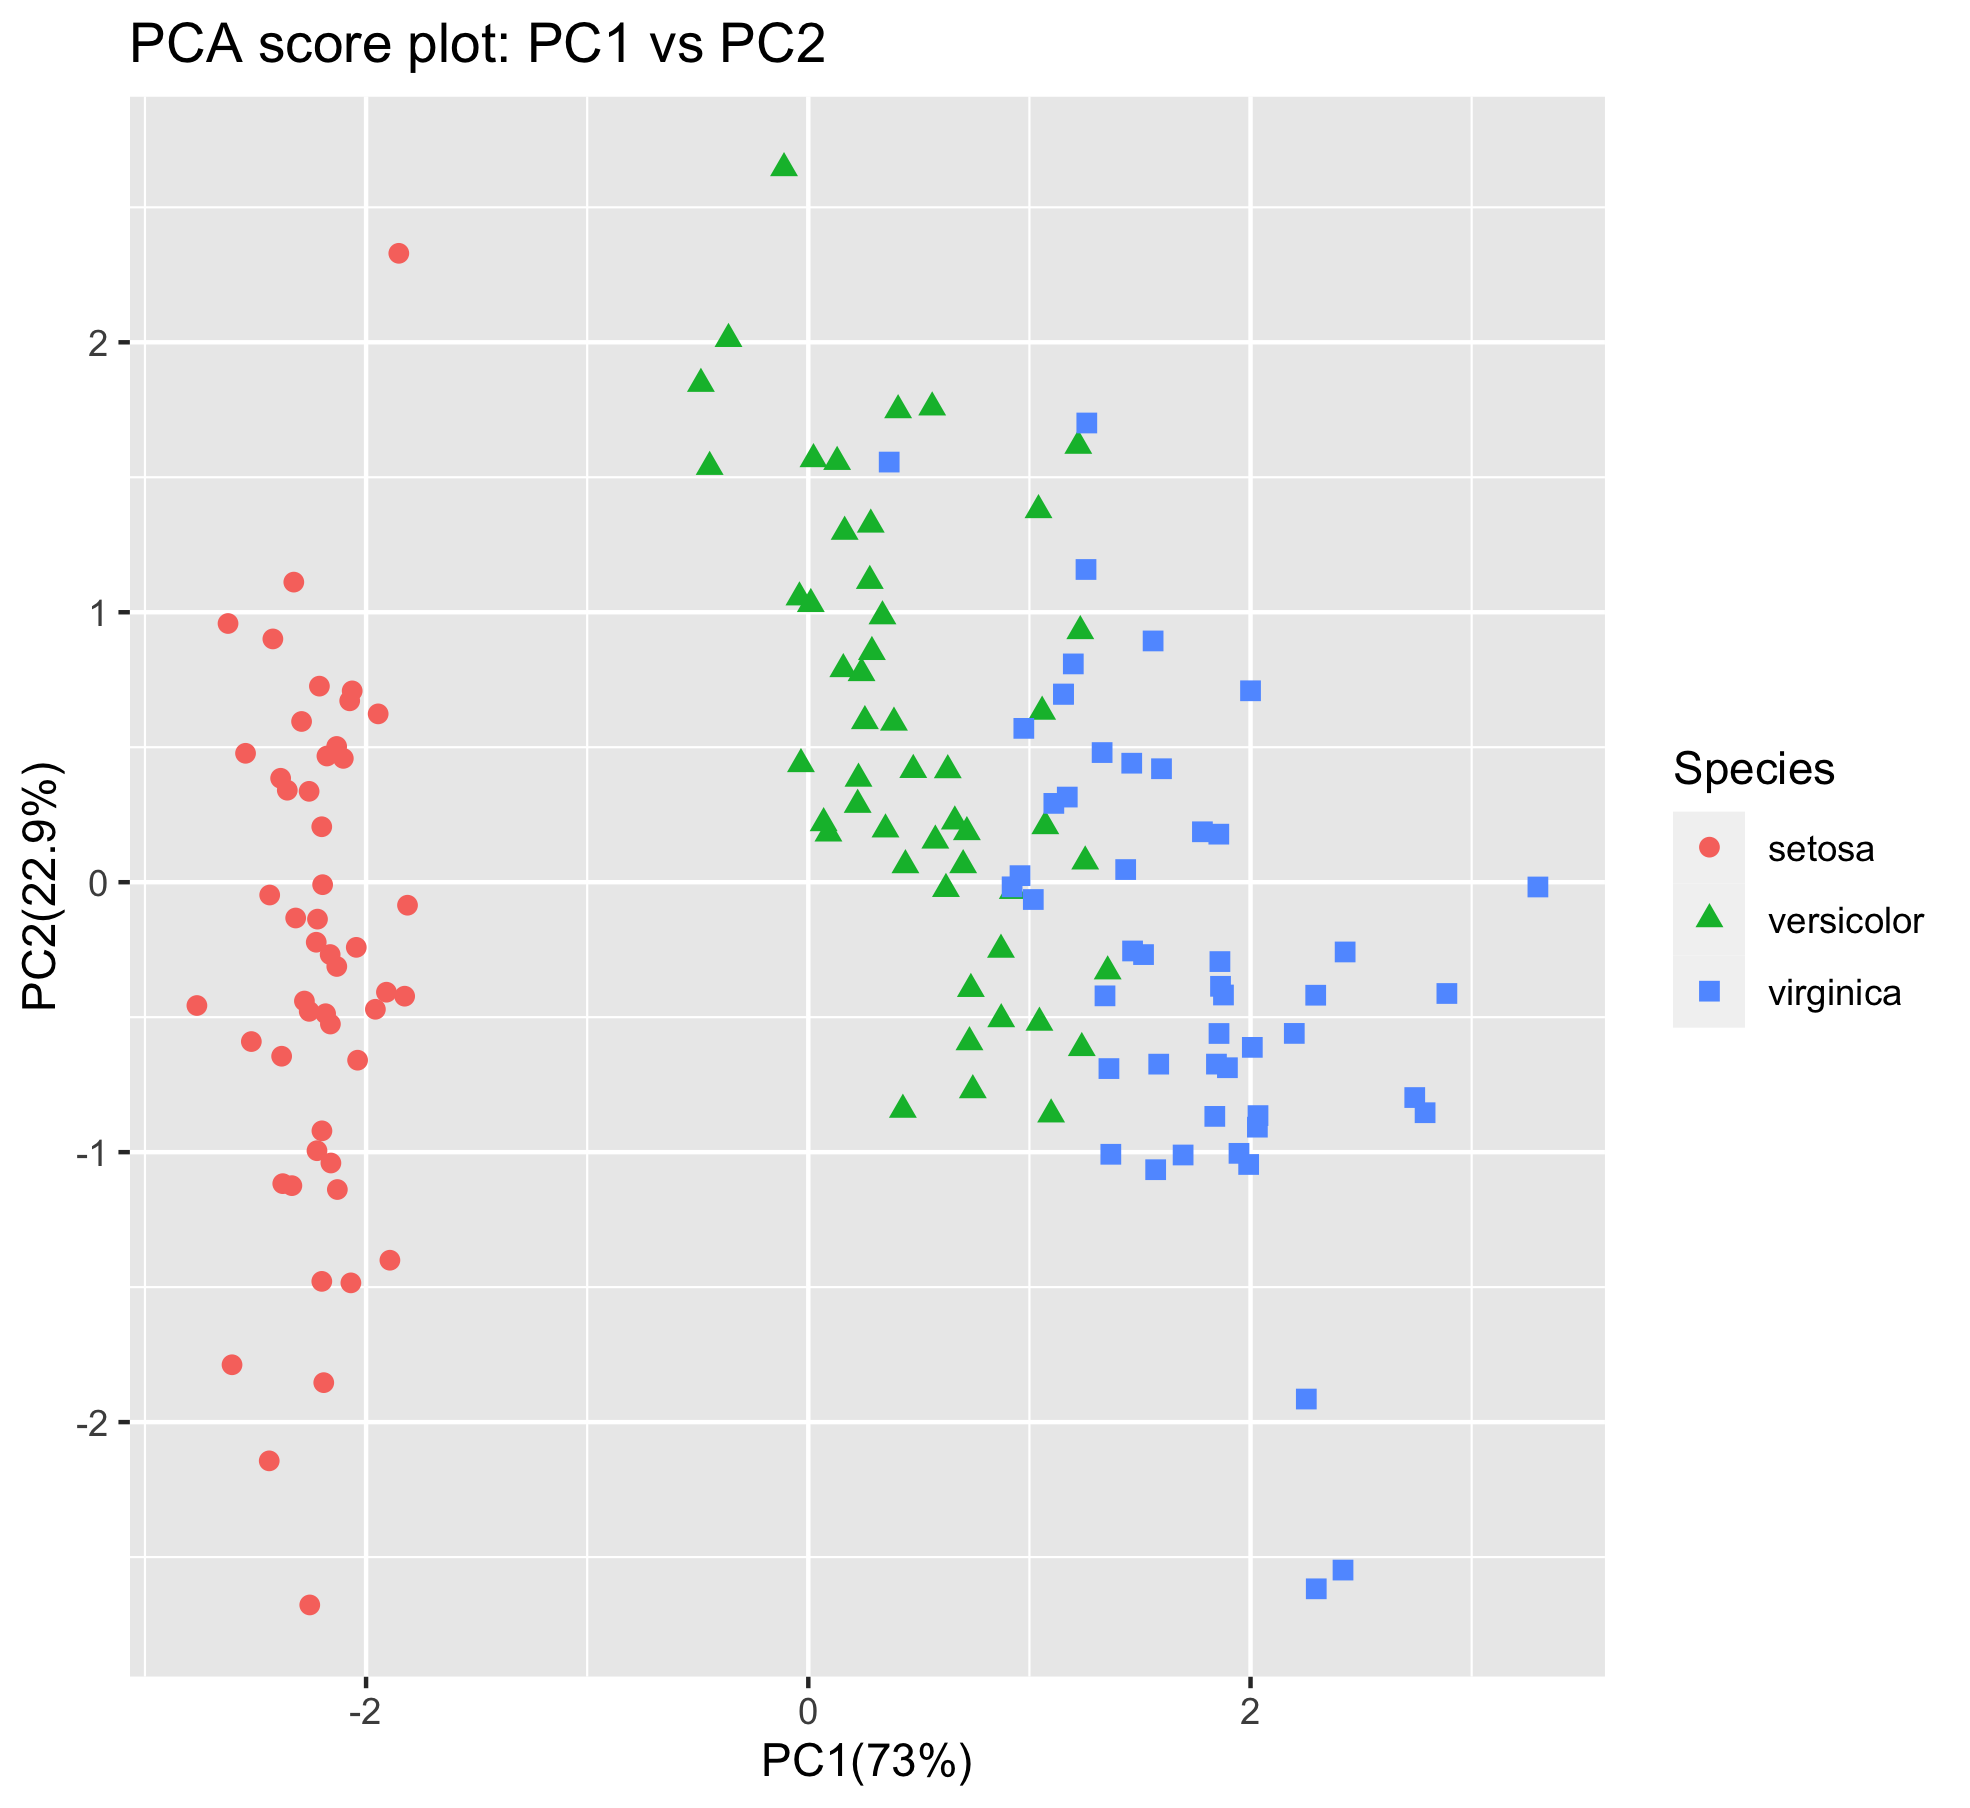 PCA score plot: PC1 vs PC2
2
1
0
-1
-2
PC2(22.9%)
-2
0
2
PC1(73%)
Species
setosa
versicolor
virginica